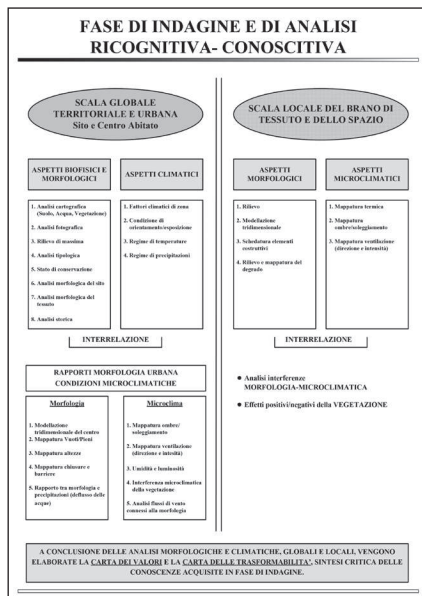 FASE DI INDAGINE E DI ANALISI
RICOGNITIVA- CONOSCITIVA
SCALA GLOBALE
TERRITORIALE E URBANA
Sito e Centro Abitato
ASPETTI BIOFISICI E
MORFOLOGICI
ASPETTI CLIMATICI
1. Analisi cartografica
(Suolo, Acqua, Vegetazione)
2. Analisi fotografica
3. Rilievo di massima
4. Analisi tipologica
5. Stato di conservazione
6. Analisi morfologica del sito
7. Analisi morfologica del
tessuto
8. Analisi storica
1. Fattori climatici di zona
2. Condizione di
orientamento/esposizione
3. Regime di temperature
4. Regime di precipitazioni
INTERRELAZIONE
RAPPORTI MORFOLOGIA URBANA
CONDIZIONI MICROCLIMATICHE
Morfologia
1. Modellazione
tridimensionale del centro
2. Mappatura Vuoti/Pieni
3. Mappatura altezze
4. Mappatura chiusure e
barriere
5. Rapporto tra morfologia e
precipitazioni (deflusso delle
acque)
Microclima
1. Mappatura ombre/
soleggiamento
2. Mappatura ventilazione
(direzione e intesità)
3. Umidità e luminosità
4. Interferenza microclimatica
della vegetazione
5. Analisi flussi di vento
connessi alla morfologia
SCALA LOCALE DEL BRANO DI
TESSUTO E DELLO SPAZIO
ASPETTI
MORFOLOGICI
ASPETTI
MICROCLIMATICI
1. Rilievo
2. Modellazione
tridimensionale
3. Schedatura elementi
costruttivi
4. Rilievo e mappatura del
degrado
1. Mappatura termica
2. Mappatura
ombre/soleggiamento
3. Mappatura ventilazione
(direzione e intensità)
INTERRELAZIONE
● Analisi interferenze
MORFOLOGIA-MICROCLIMATICA
● Effetti positivi/negativi della VEGETAZIONE
A CONCLUSIONE DELLE ANALISI MORFOLOGICHE E CLIMATICHE, GLOBALI E LOCALI, VENGONO
ELABORATE LA CARTA DEI VALORI E LA CARTA DELLE TRASFORMABILITA', SINTESI CRITICA DELLE
CONOSCENZE ACQUISITE IN FASE DI INDAGINE.